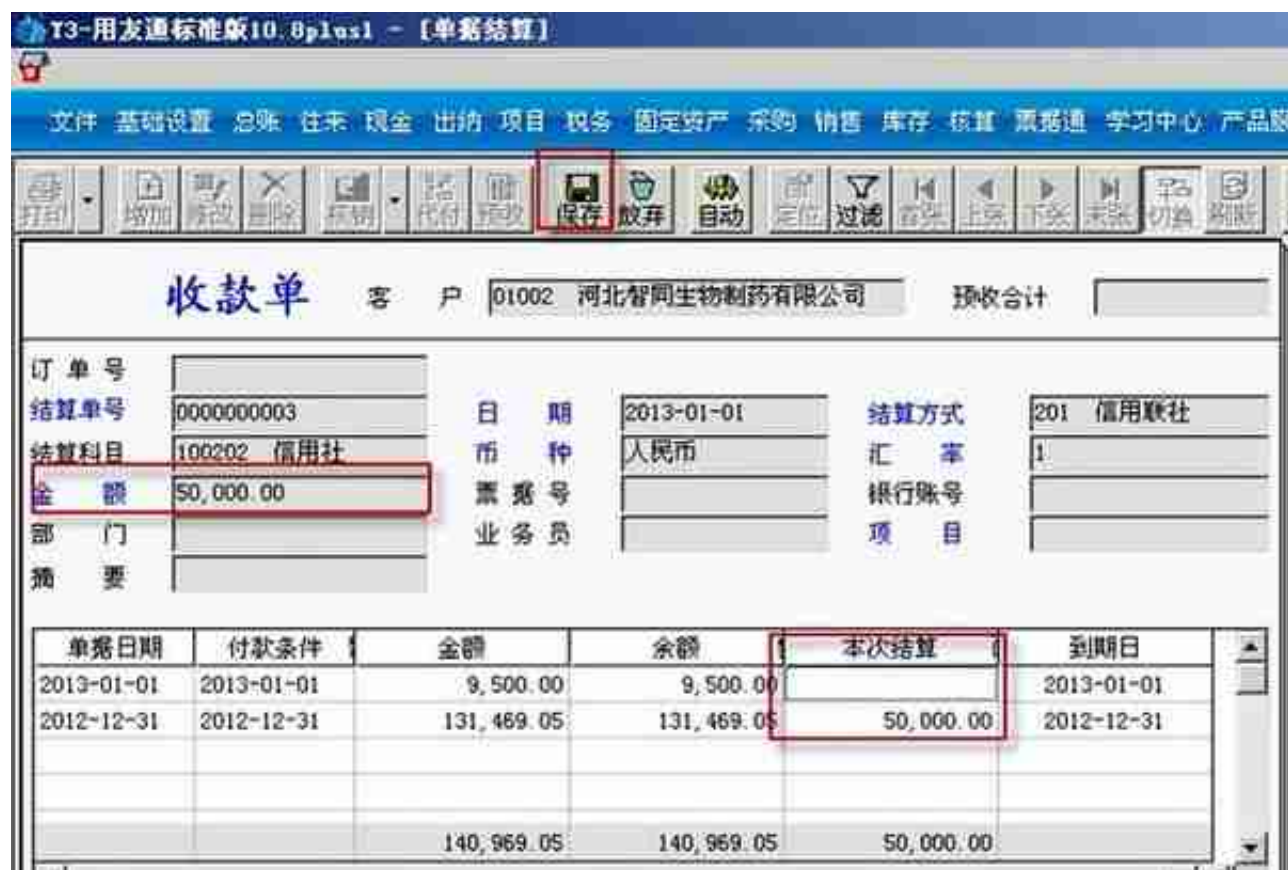 T3-用友通标准版10.8plus1 - [单据结算]
文件 基础设置 总账 往来 现金 出纳 项目 税务 固定资产 采购 销售 库存 核算 票据通 学习中心 产品服
打印 增加 修改 删除 核销 代付 预收 保存 放弃 自动 定位 过滤 首张 上张 下张 末张 切换 刷新
收款单 客 户 01002 河北智同生物制药有限公司 预收合计
订 单 号
结算单号 0000000003 日 期 2013-01-01 结算方式 201 信用联社
结算科目 100202 信用社 币 种 人民币 汇 率 1
金 额 50,000.00 票 据 号 银行账号
部 门 业 务 员 项 目
摘 要
单据日期 付款条件 金额 余额 本次结算 到期日
2013-01-01 2013-01-01 9,500.00 9,500.00 2013-01-01
2012-12-31 2012-12-31 131,469.05 131,469.05 50,000.00 2012-12-31
140,969.05 140,969.05 50,000.00